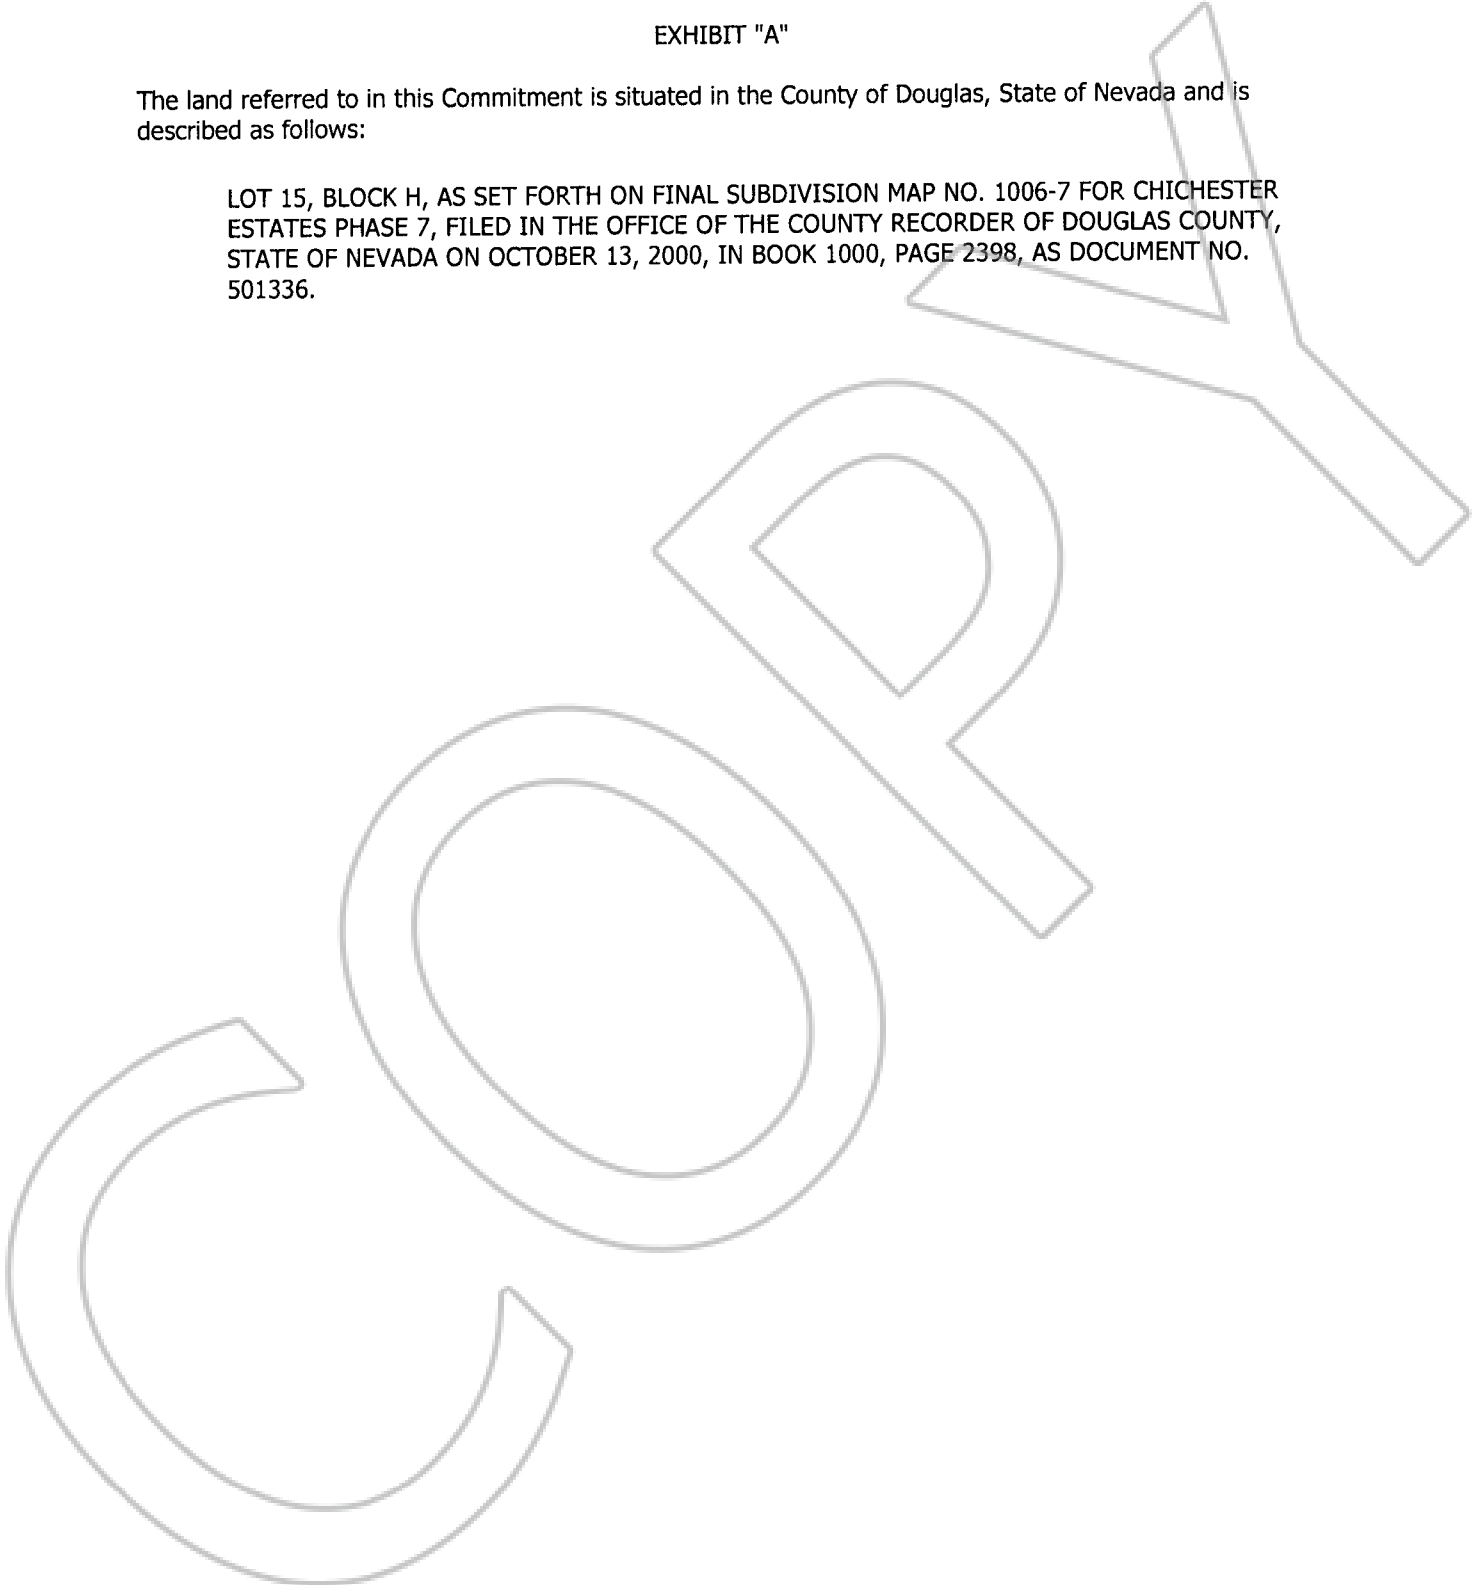 EXHIBIT "A"
The land referred to in this Commitment is situated in the County of Douglas, State of Nevada and is
described as follows:
LOT 15, BLOCK H, AS SET FORTH ON FINAL SUBDIVISION MAP NO. 1006-7 FOR CHICHESTER
ESTATES PHASE 7, FILED IN THE OFFICE OF THE COUNTY RECORDER OF DOUGLAS COUNTY,
STATE OF NEVADA ON OCTOBER 13, 2000, IN BOOK 1000, PAGE 2398, AS DOCUMENT NO.
501336.
COPY